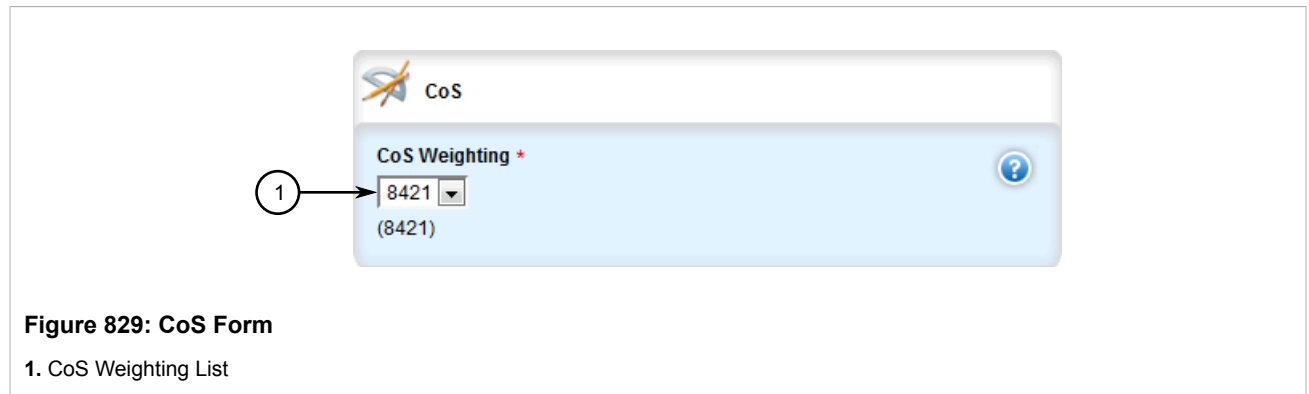 CoS
CoS Weighting *
1
8421
(8421)
Figure 829: CoS Form
1. CoS Weighting List